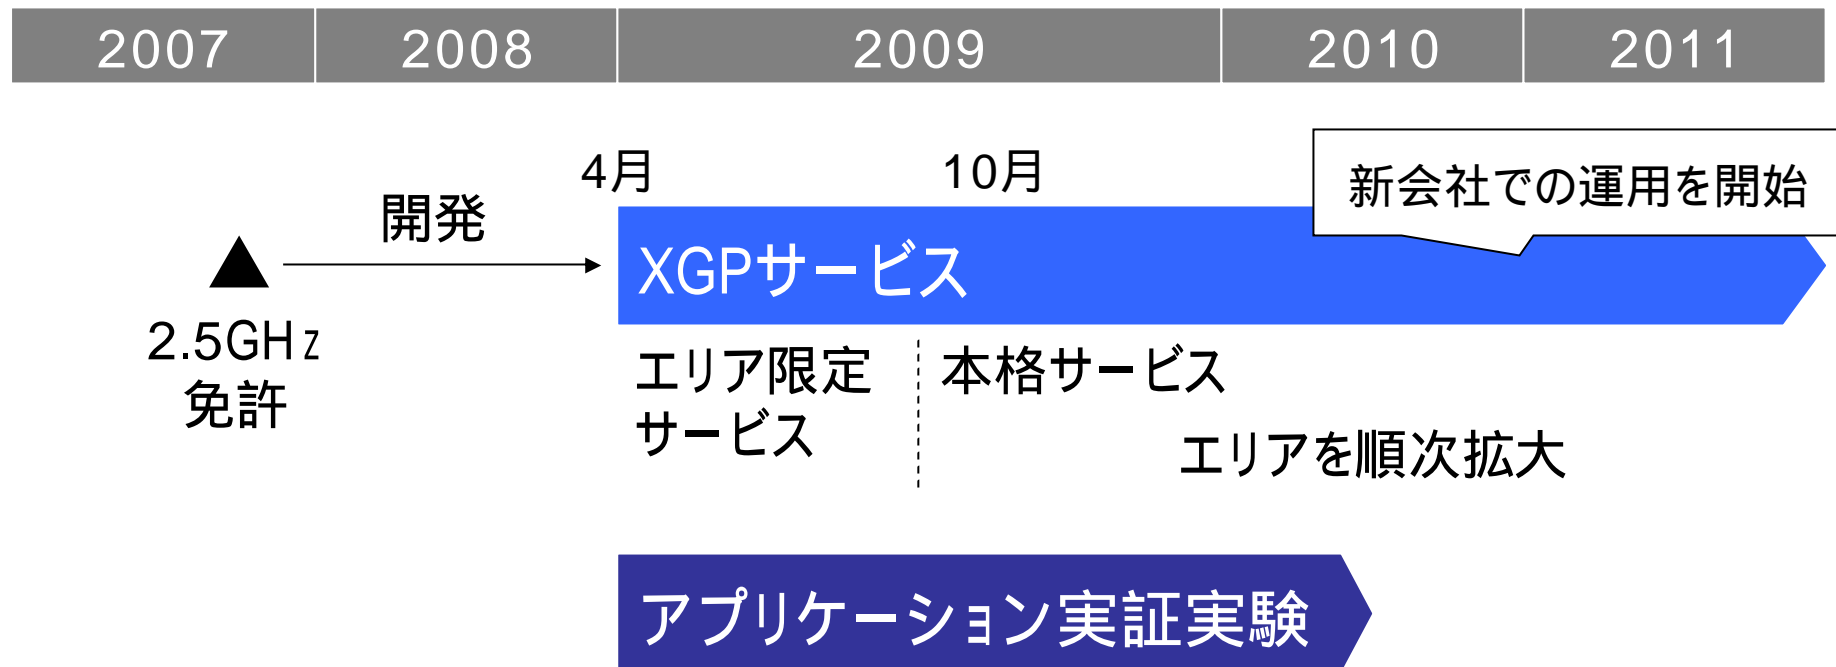 2007 2008 2009 2010 2011
4月 10月
新会社での運用を開始
開発
XGPサービス
2.5GHz
免許
エリア限定
サービス
本格サービス
エリアを順次拡大
アプリケーション実証実験